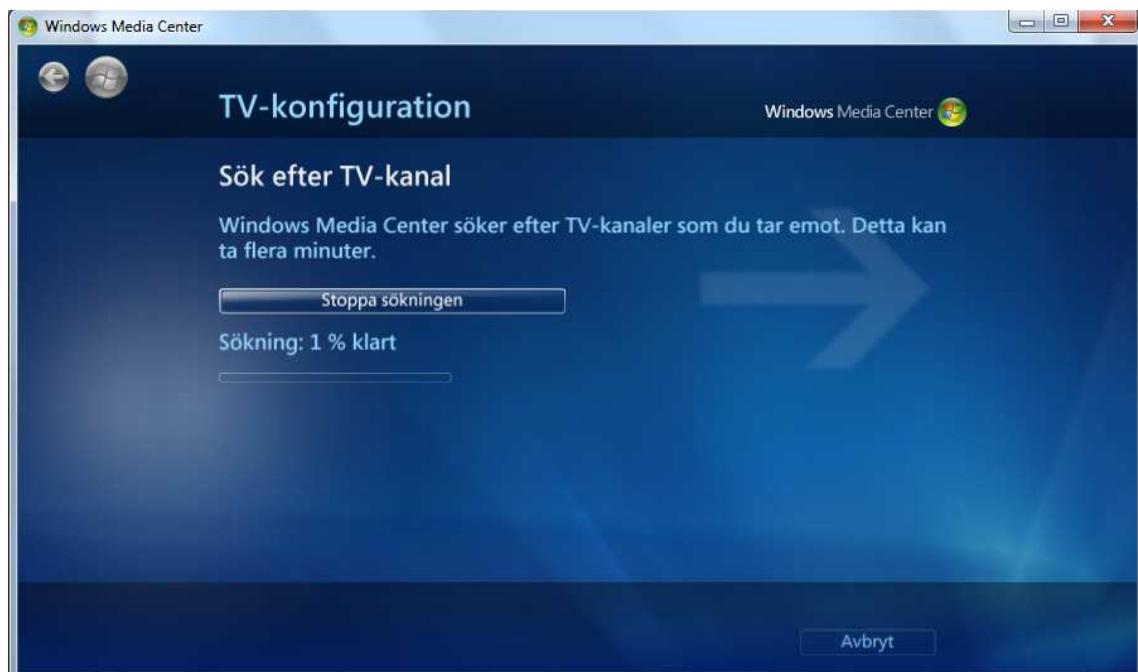 Windows Media Center
TV-konfiguration
Windows Media Center
Sök efter TV-kanal
Windows Media Center söker efter TV-kanaler som du tar emot. Detta kan
ta flera minuter.
Stoppa sökningen
Sökning: 1 % klart
Avbryt